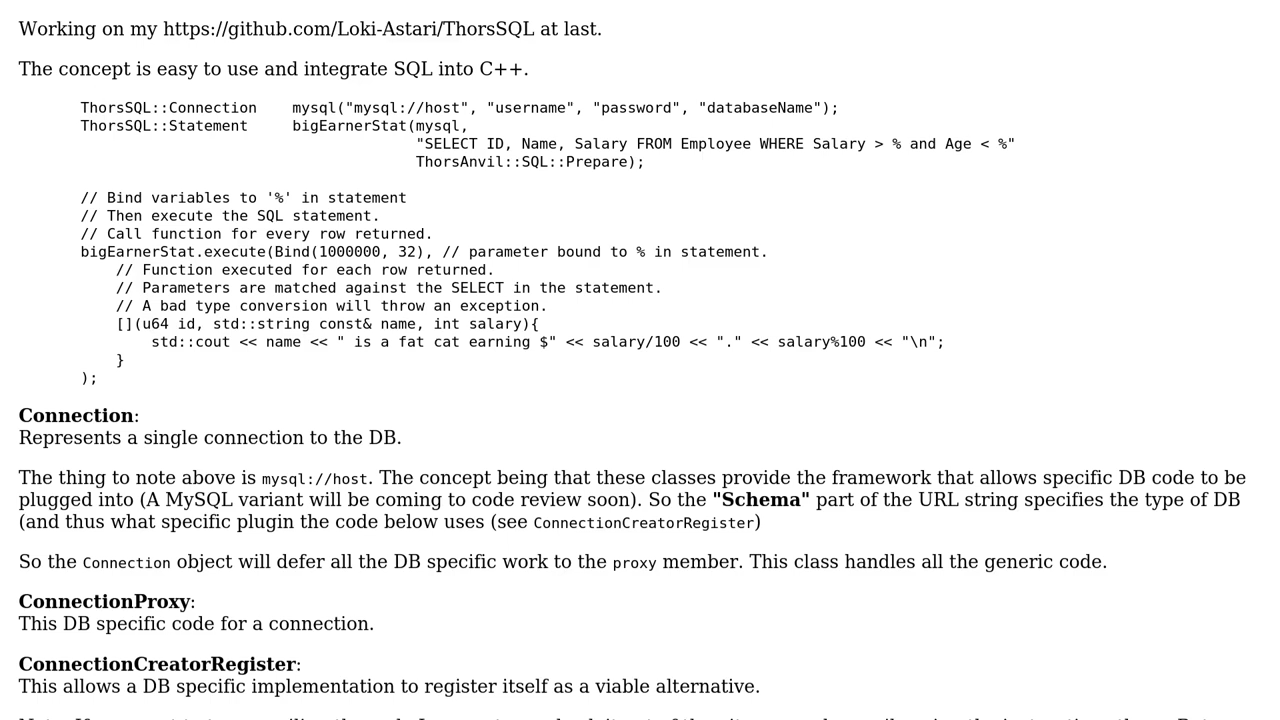 Working on my https://github.com/Loki-Astari/ThorsSQL at last.
The concept is easy to use and integrate SQL into C++.
ThorsSQL::Connection    mysql("mysql://host", "username", "password", "databaseName");
ThorsSQL::Statement     bigEarnerStat(mysql,
"SELECT ID, Name, Salary FROM Employee WHERE Salary > % and Age < %"
ThorsAnvil::SQL::Prepare);
// Bind variables to '%' in statement
// Then execute the SQL statement.
// Call function for every row returned.
bigEarnerStat.execute(Bind(1000000, 32), // parameter bound to % in statement.
// Function executed for each row returned.
// Parameters are matched against the SELECT in the statement.
// A bad type conversion will throw an exception.
[](u64 id, std::string const& name, int salary){
std::cout << name << " is a fat cat earning $" << salary/100 << "." << salary%100 << "\n";
}
);
Connection:
Represents a single connection to the DB.
The thing to note above is mysql://host. The concept being that these classes provide the framework that allows specific DB code to be
plugged into (A MySQL variant will be coming to code review soon). So the "Schema" part of the URL string specifies the type of DB
(and thus what specific plugin the code below uses (see ConnectionCreatorRegister)
So the Connection object will defer all the DB specific work to the proxy member. This class handles all the generic code.
ConnectionProxy:
This DB specific code for a connection.
ConnectionCreatorRegister:
This allows a DB specific implementation to register itself as a viable alternative.